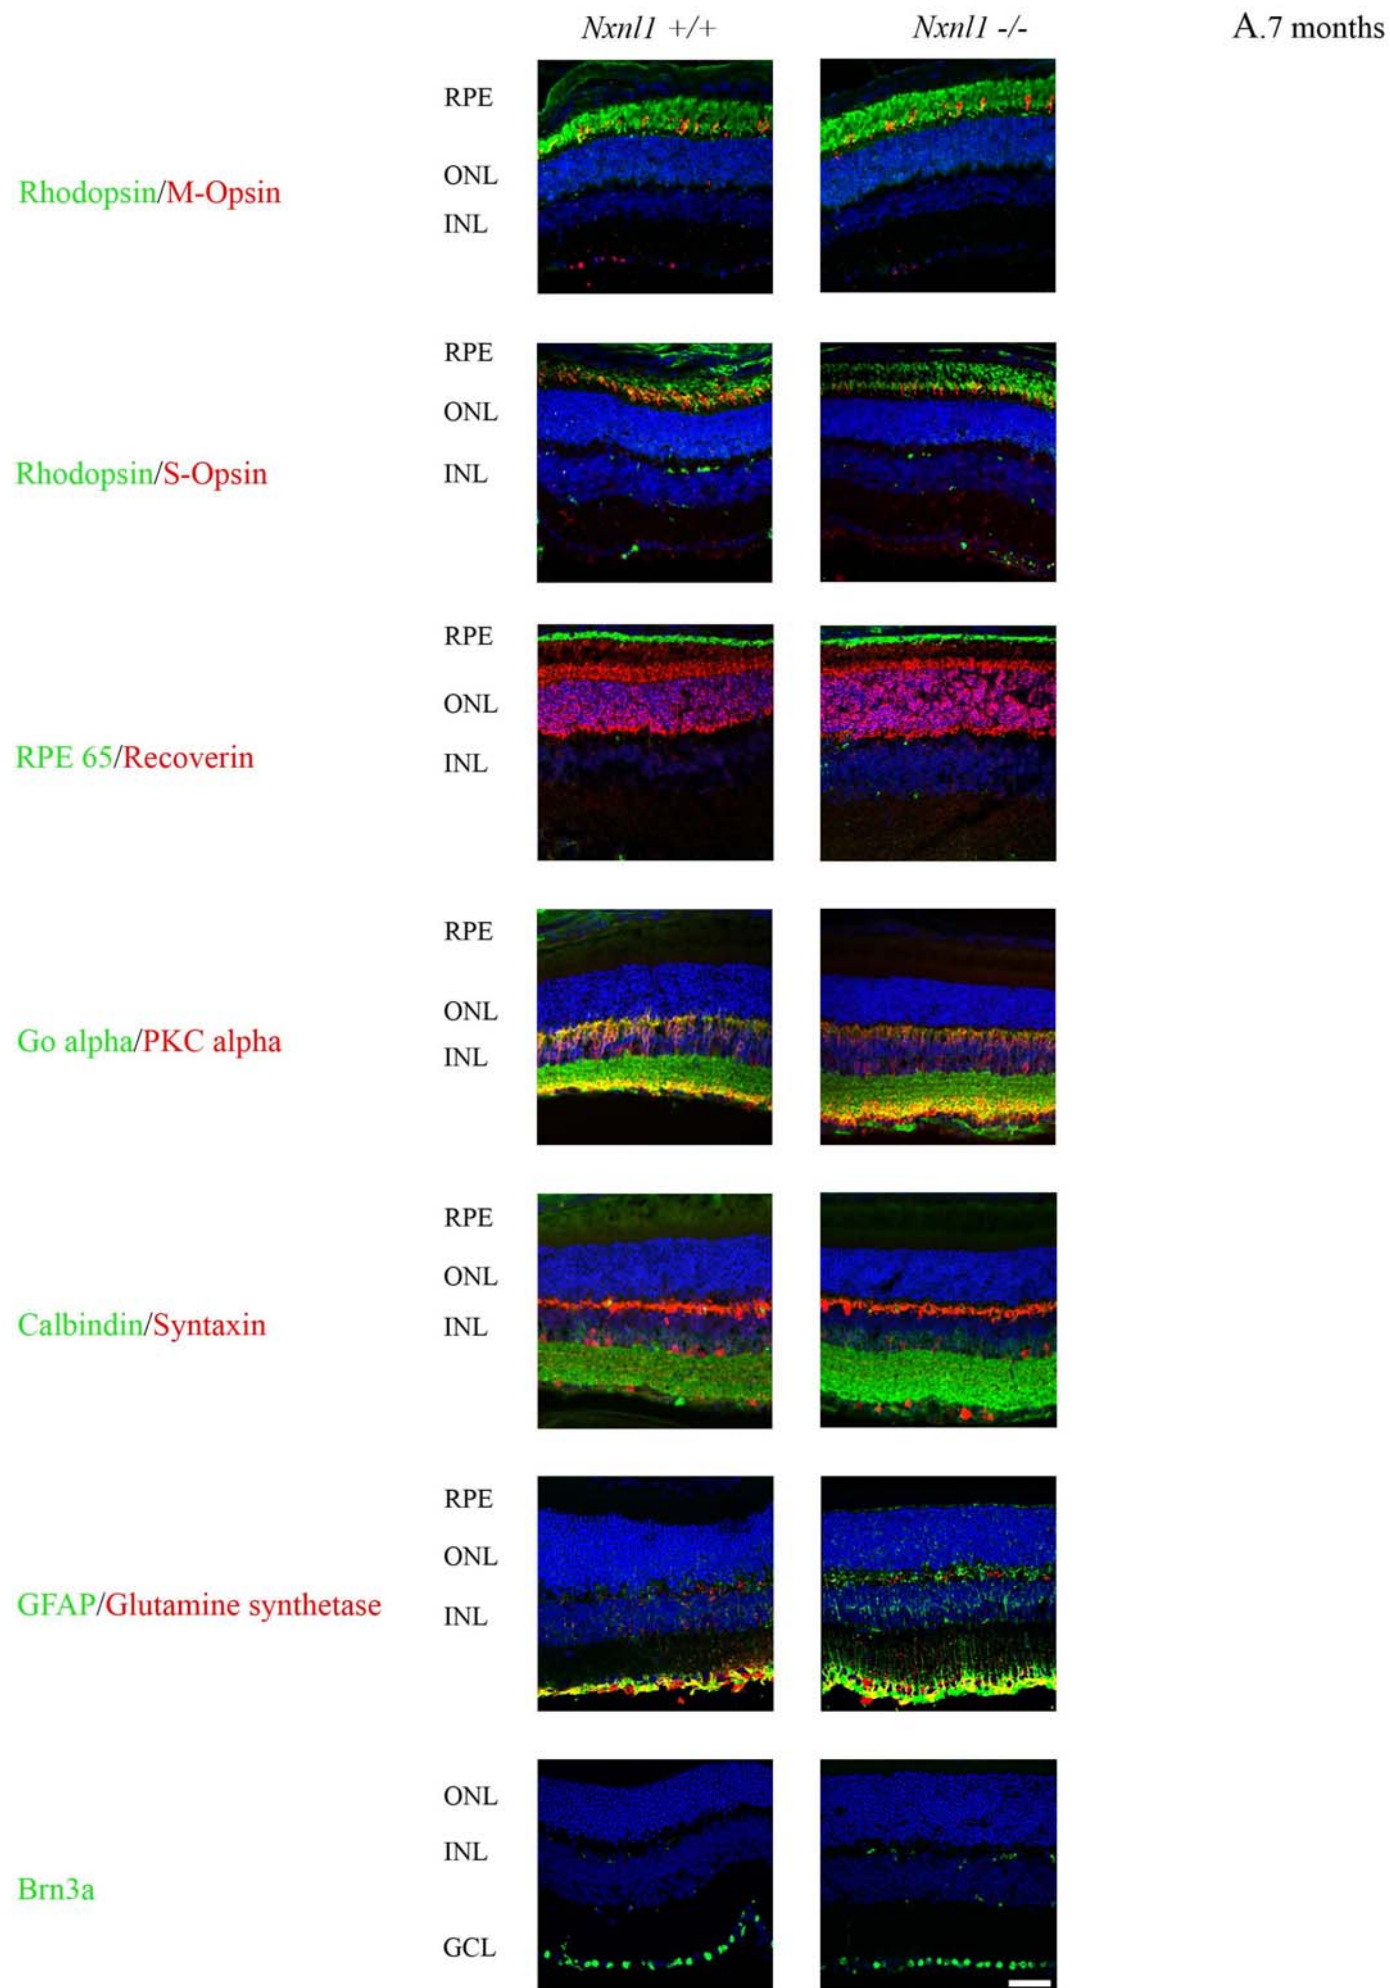 Nxnl1 +/+ Nxnl1 -/- A.7 months
RPE
ONL
Rhodopsin/M-Opsin
INL
RPE
ONL
Rhodopsin/S-Opsin
INL
RPE
ONL
RPE 65/Recoverin
INL
RPE
ONL
Go alpha/PKC alpha
INL
RPE
ONL
Calbindin/Syntaxin
INL
RPE
ONL
GFAP/Glutamine synthetase
INL
ONL
INL
Brn3a
GCL